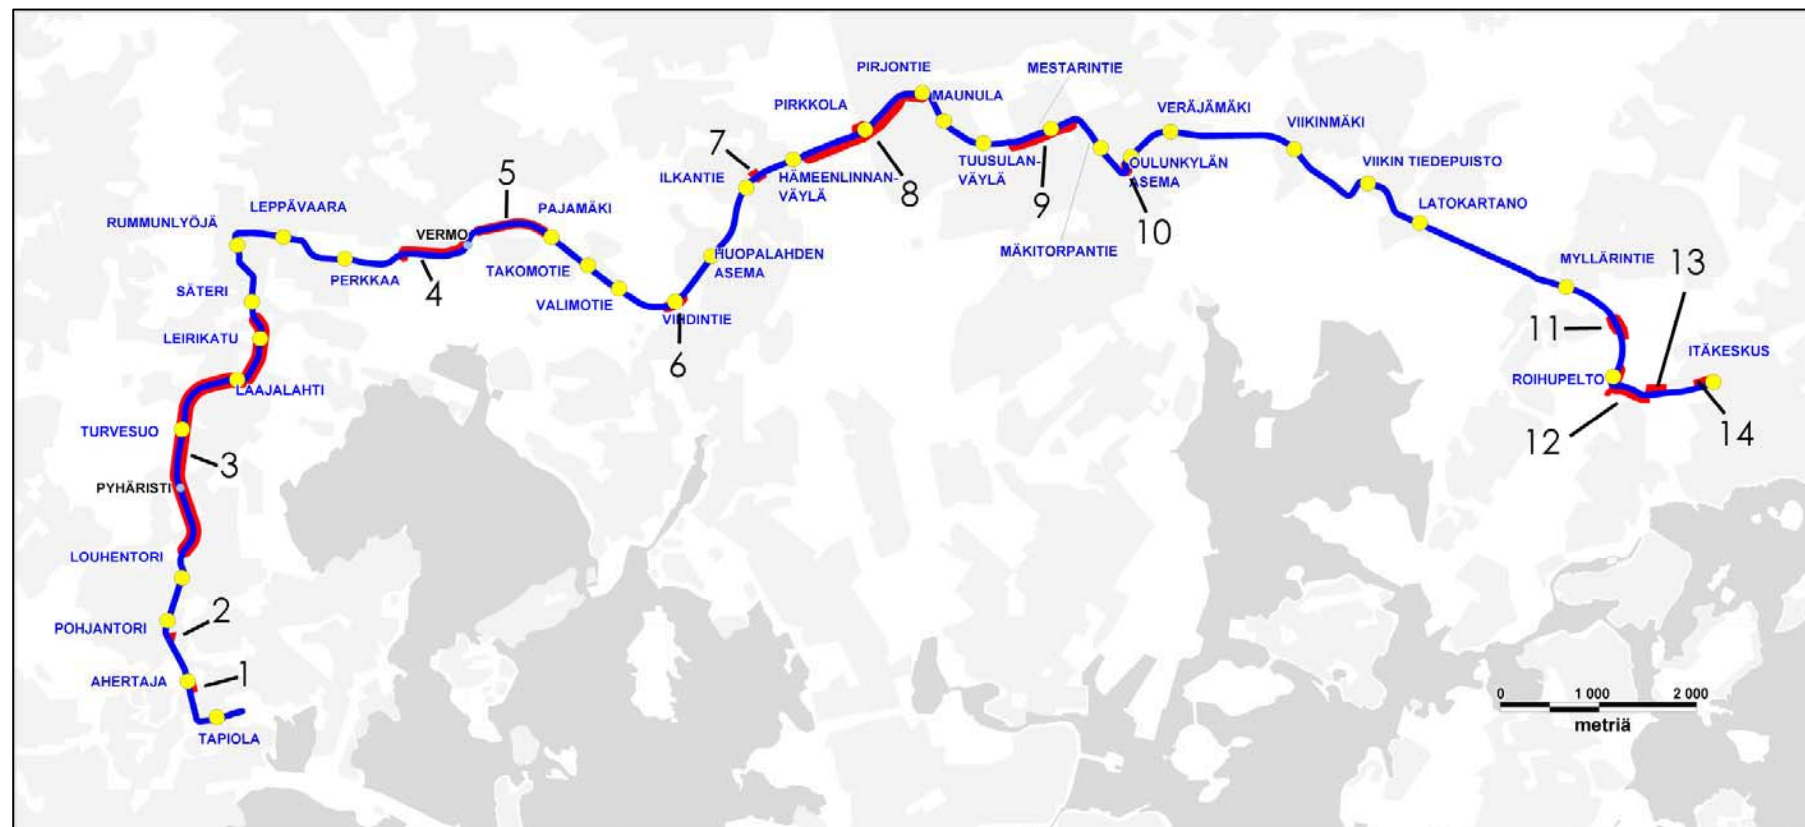 PIRJONTIE
MESTARINTIE
MAUNULA
PIRKKOLA
VERÄJÄMÄKI
VIIKINMÄKI
7
TUUSULAN-
VÄYLÄ
OULUNKYLÄN
ASEMA
VIIKIN TIEDEPUISTO
ILKANTIE
HÄMEENLINNAN-
VÄYLÄ
8
9
10
LATOKARTANO
5
LEPPÄVAARA
RUMMUNLYÖJÄ
PAJAMÄKI
VERMO
MÄKITORPANTIE
HUOPALAHDEN
ASEMA
MYLLÄRINTIE
13
PERKKAA
4
TAKOMOTIE
SÄTERI
VALIMOTIE
VIHDINTIE
6
11
LEIRIKATU
ITÄKESKUS
ROIHUPELTO
LAAJALAHTI
TURVESUO
12
14
3
PYHÄRISTI
LOUHENTORI
2
POHJANTORI
1
AHERTAJA
0 1 000 2 000
metriä
TAPIOLA